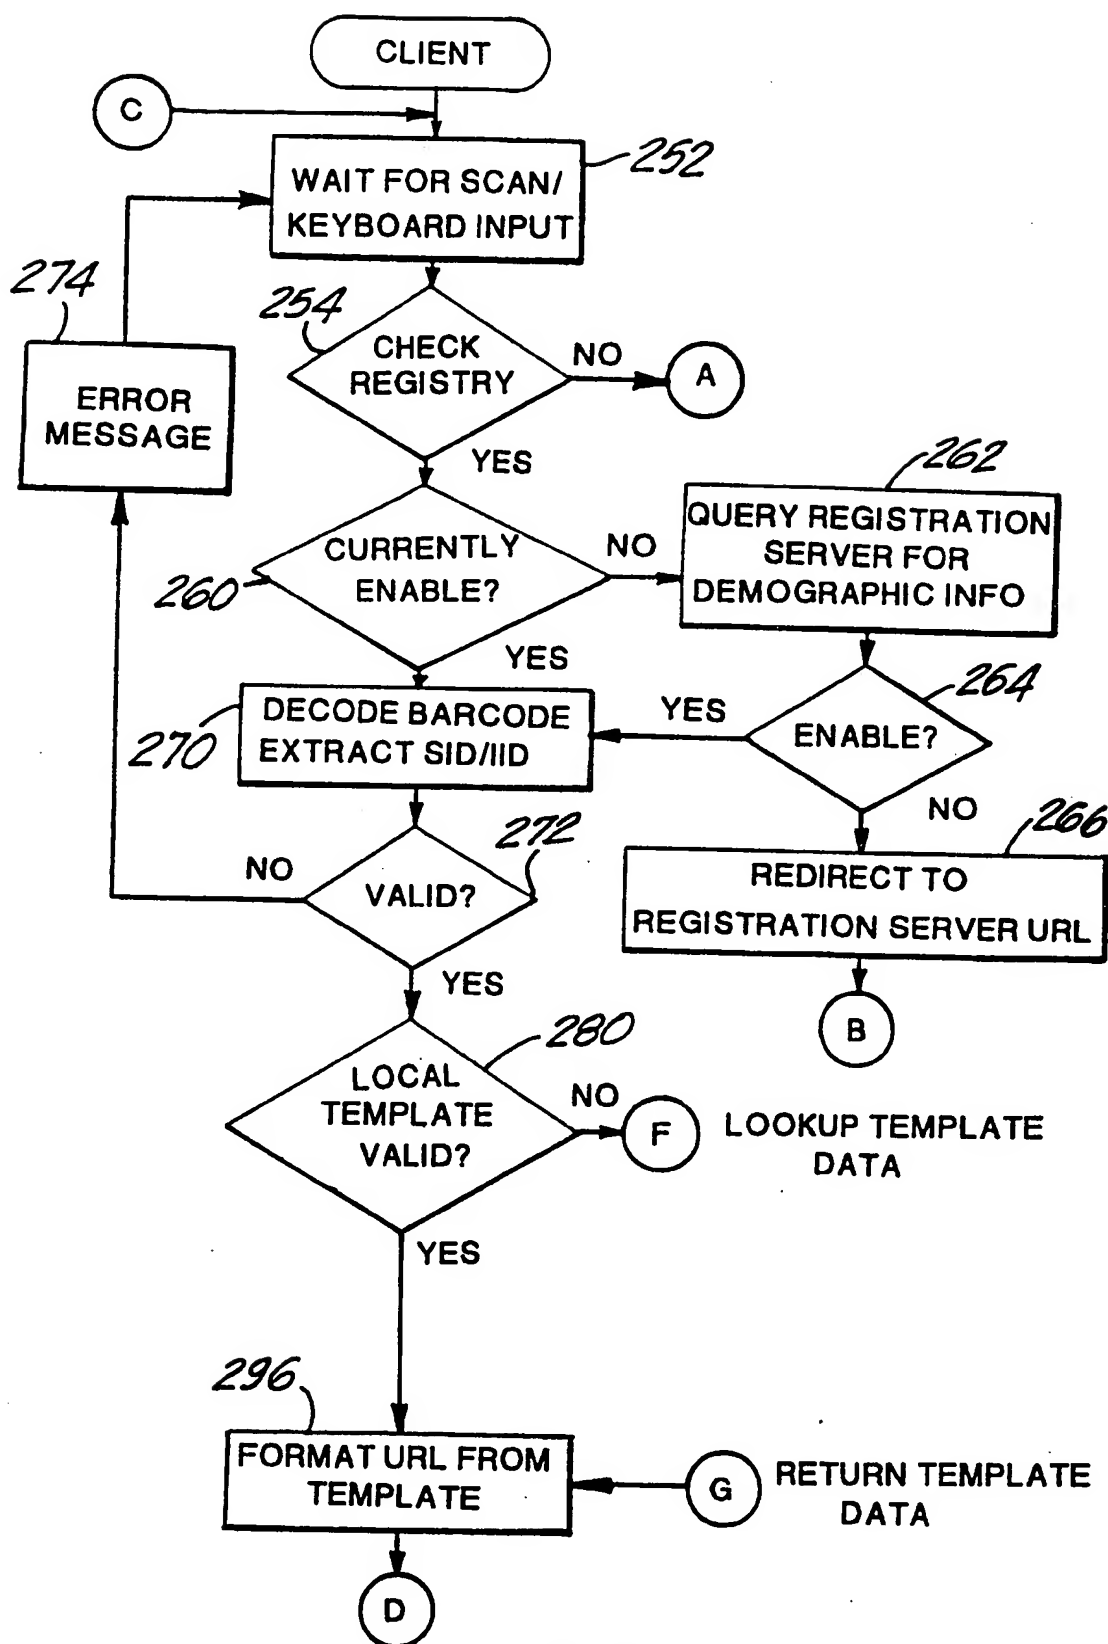 CLIENT
C
252
WAIT FOR SCAN/
KEYBOARD INPUT
274
254
CHECK
REGISTRY
NO
A
ERROR
MESSAGE
YES
262
QUERY REGISTRATION
SERVER FOR
DEMOGRAPHIC INFO
CURRENTLY
ENABLE?
NO
260
YES
264
DECODE BARCODE
EXTRACT SID/IID
270
YES
ENABLE?
NO
272
266
NO
VALID?
REDIRECT TO
REGISTRATION SERVER URL
YES
B
280
LOCAL
TEMPLATE
VALID?
NO
F
LOOKUP TEMPLATE
DATA
YES
296
FORMAT URL FROM
TEMPLATE
G
RETURN TEMPLATE
DATA
D